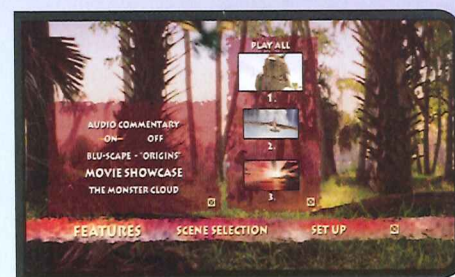 PLAY ALL
1.
2.
3.
AUDIO COMMENTARY
ON OFF
BLU-SCAPE - "ORIGINS"
MOVIE SHOWCASE
THE MONSTER CLOUD
FEATURES SCENE SELECTION SET UP